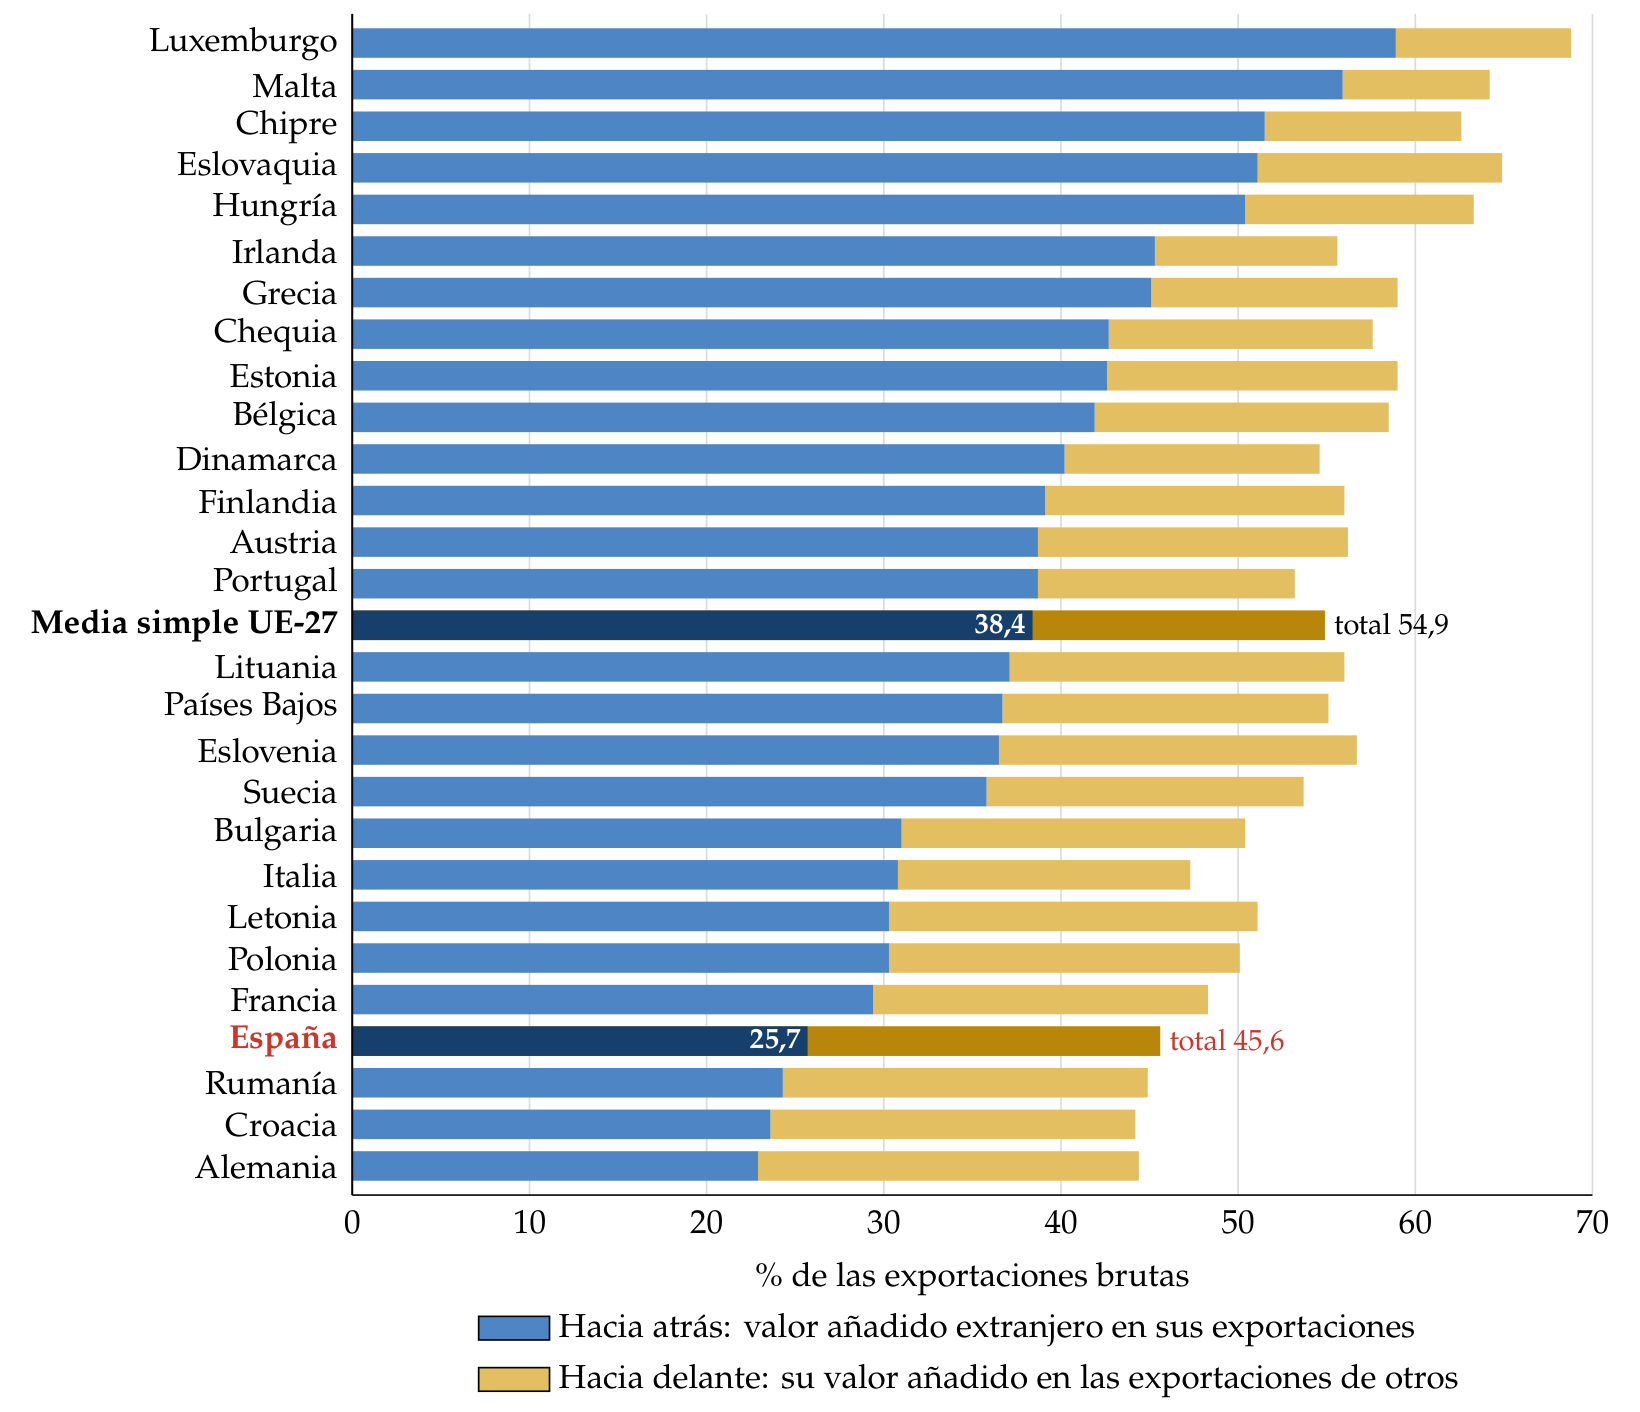 Luxemburgo
Malta
Chipre
Eslovaquia
Hungría
Irlanda
Grecia
Chequia
Estonia
Bélgica
Dinamarca
Finlandia
Austria
Portugal
Media simple UE-27 38,4 total 54,9
Lituania
Países Bajos
Eslovenia
Suecia
Bulgaria
Italia
Letonia
Polonia
Francia
España 25,7 total 45,6
Rumanía
Croacia
Alemania
0 10 20 30 40 50 60 70
% de las exportaciones brutas
Hacia atrás: valor añadido extranjero en sus exportaciones
Hacia delante: su valor añadido en las exportaciones de otros